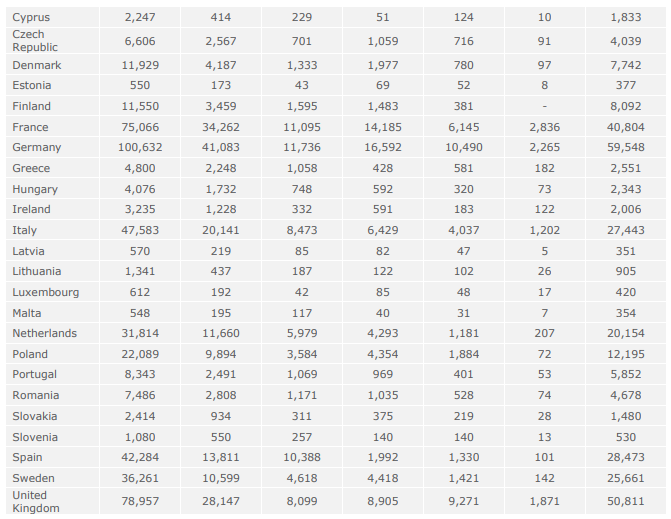 Cyprus 2,247 414 229 51 124 10 1,833
Czech
Republic 6,606 2,567 701 1,059 716 91 4,039
Denmark 11,929 4,187 1,333 1,977 780 97 7,742
Estonia 550 173 43 69 52 8 377
Finland 11,550 3,459 1,595 1,483 381 - 8,092
France 75,066 34,262 11,095 14,185 6,145 2,836 40,804
Germany 100,632 41,083 11,736 16,592 10,490 2,265 59,548
Greece 4,800 2,248 1,058 428 581 182 2,551
Hungary 4,076 1,732 748 592 320 73 2,343
Ireland 3,235 1,228 332 591 183 122 2,006
Italy 47,583 20,141 8,473 6,429 4,037 1,202 27,443
Latvia 570 219 85 82 47 5 351
Lithuania 1,341 437 187 122 102 26 905
Luxembourg 612 192 42 85 48 17 420
Malta 548 195 117 40 31 7 354
Netherlands 31,814 11,660 5,979 4,293 1,181 207 20,154
Poland 22,089 9,894 3,584 4,354 1,884 72 12,195
Portugal 8,343 2,491 1,069 969 401 53 5,852
Romania 7,486 2,808 1,171 1,035 528 74 4,678
Slovakia 2,414 934 311 375 219 28 1,480
Slovenia 1,080 550 257 140 140 13 530
Spain 42,284 13,811 10,388 1,992 1,330 101 28,473
Sweden 36,261 10,599 4,618 4,418 1,421 142 25,661
United
Kingdom 78,957 28,147 8,099 8,905 9,271 1,871 50,811